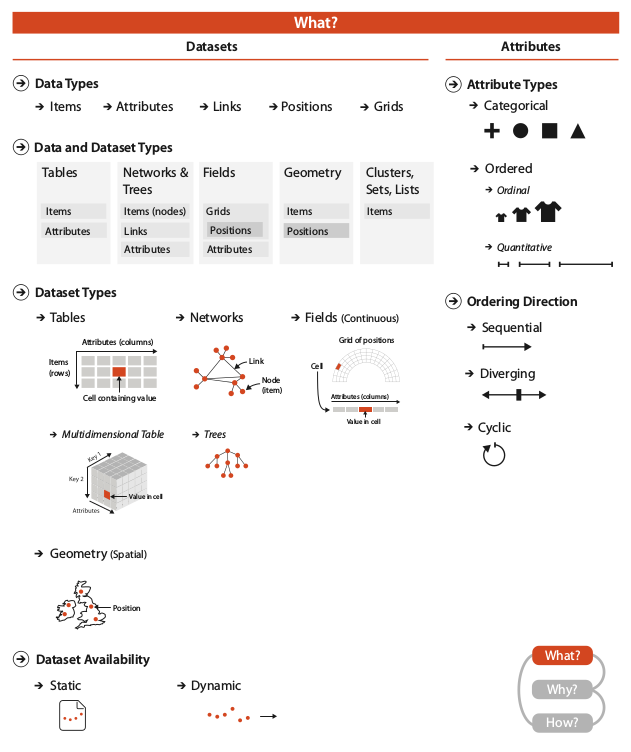 What?
Datasets
Attributes
Data Types
Items
Attributes
Links
Positions
Grids
Data and Dataset Types
Tables
Items
Attributes
Networks &
Trees
Items (nodes)
Links
Attributes
Fields
Grids
Positions
Attributes
Geometry
Items
Positions
Clusters,
Sets, Lists
Items
Dataset Types
Tables
Attributes (columns)
Items
(rows)
Cell containing value
Networks
Link
Node
(item)
Fields (Continuous)
Grid of positions
Cell
Attributes (columns)
Value in cell
Multidimensional Table
Key 1
Key 2
Attributes
Value in cell
Trees
Geometry (Spatial)
Position
Dataset Availability
Static
Dynamic
Attribute Types
Categorical
Ordered
Ordinal
Quantitative
Ordering Direction
Sequential
Diverging
Cyclic
What?
Why?
How?